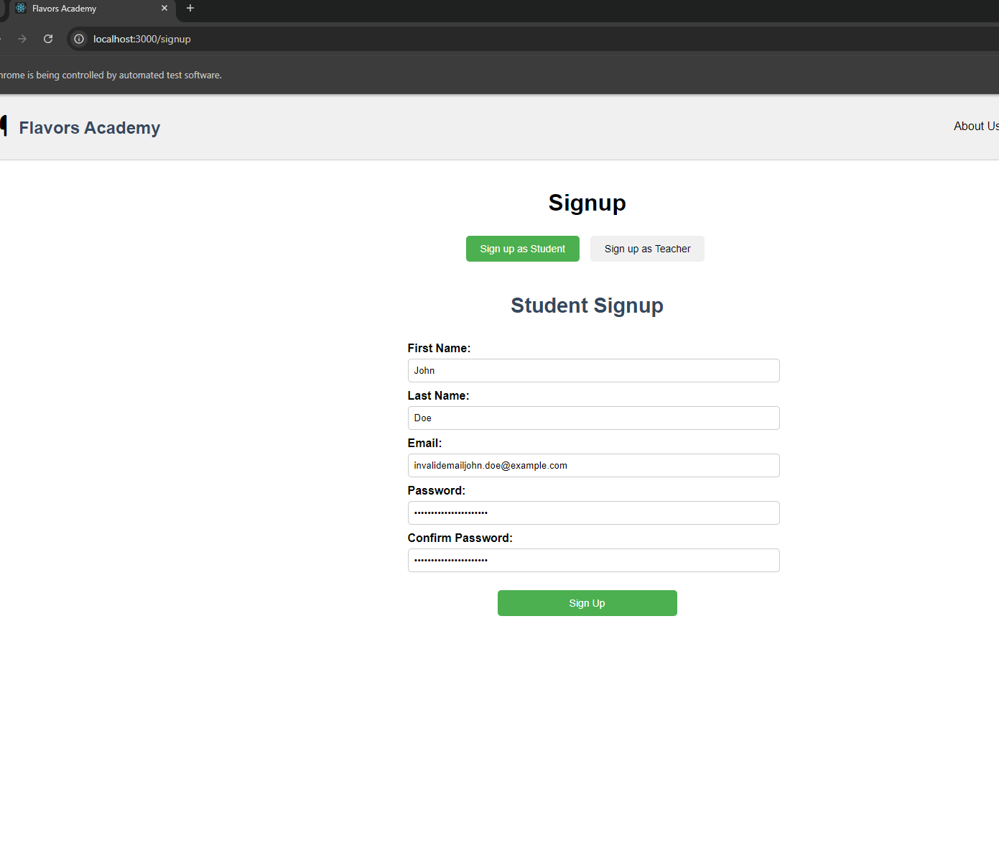 Flavors Academy
localhost:3000/signup
hrome is being controlled by automated test software.
Flavors Academy
About Us
Signup
Sign up as Student
Sign up as Teacher
Student Signup
First Name:
John
Last Name:
Doe
Email:
invalidemailjohn.doe@example.com
Password:
••••••••••••••••••••••
Confirm Password:
••••••••••••••••••••••
Sign Up